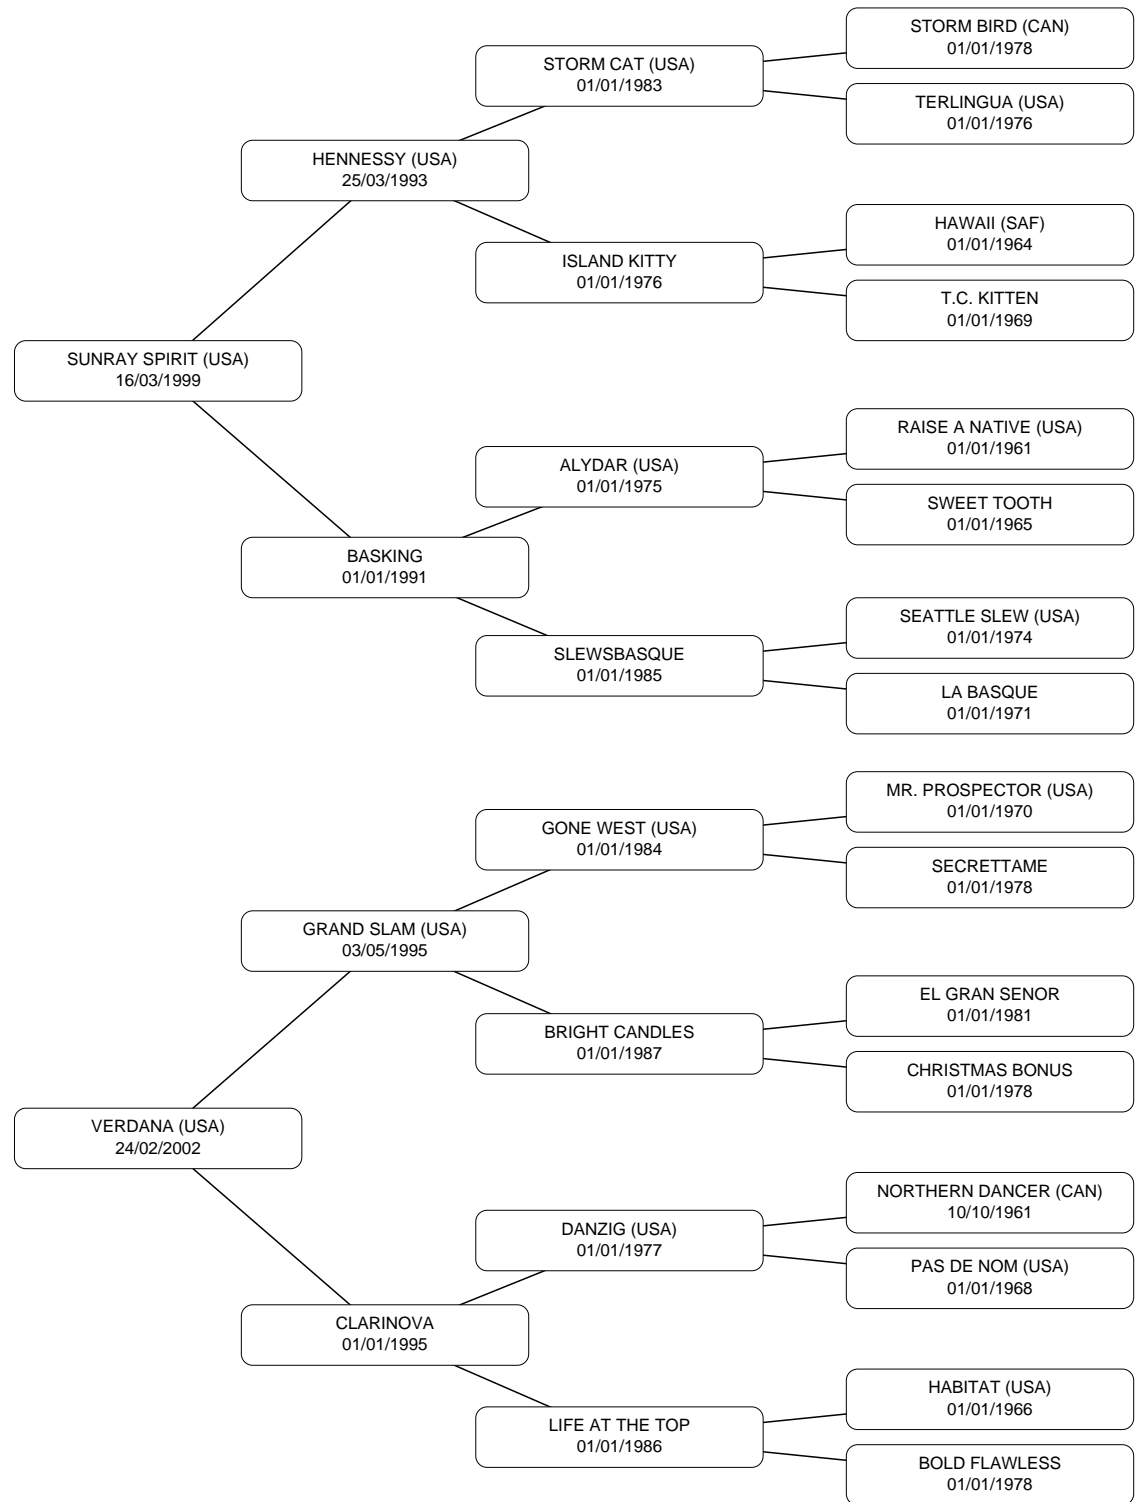 STORM BIRD (CAN)
01/01/1978
STORM CAT (USA)
01/01/1983
TERLINGUA (USA)
01/01/1976
HENNESSY (USA)
25/03/1993
HAWAII (SAF)
01/01/1964
ISLAND KITTY
01/01/1976
T.C. KITTEN
01/01/1969
SUNRAY SPIRIT (USA)
16/03/1999
RAISE A NATIVE (USA)
01/01/1961
ALYDAR (USA)
01/01/1975
SWEET TOOTH
01/01/1965
BASKING
01/01/1991
SEATTLE SLEW (USA)
01/01/1974
SLEWSBASQUE
01/01/1985
LA BASQUE
01/01/1971
MR. PROSPECTOR (USA)
01/01/1970
GONE WEST (USA)
01/01/1984
SECRETTAME
01/01/1978
GRAND SLAM (USA)
03/05/1995
EL GRAN SENOR
01/01/1981
BRIGHT CANDLES
01/01/1987
CHRISTMAS BONUS
01/01/1978
VERDANA (USA)
24/02/2002
NORTHERN DANCER (CAN)
10/10/1961
DANZIG (USA)
01/01/1977
PAS DE NOM (USA)
01/01/1968
CLARINOVA
01/01/1995
HABITAT (USA)
01/01/1966
LIFE AT THE TOP
01/01/1986
BOLD FLAWLESS
01/01/1978